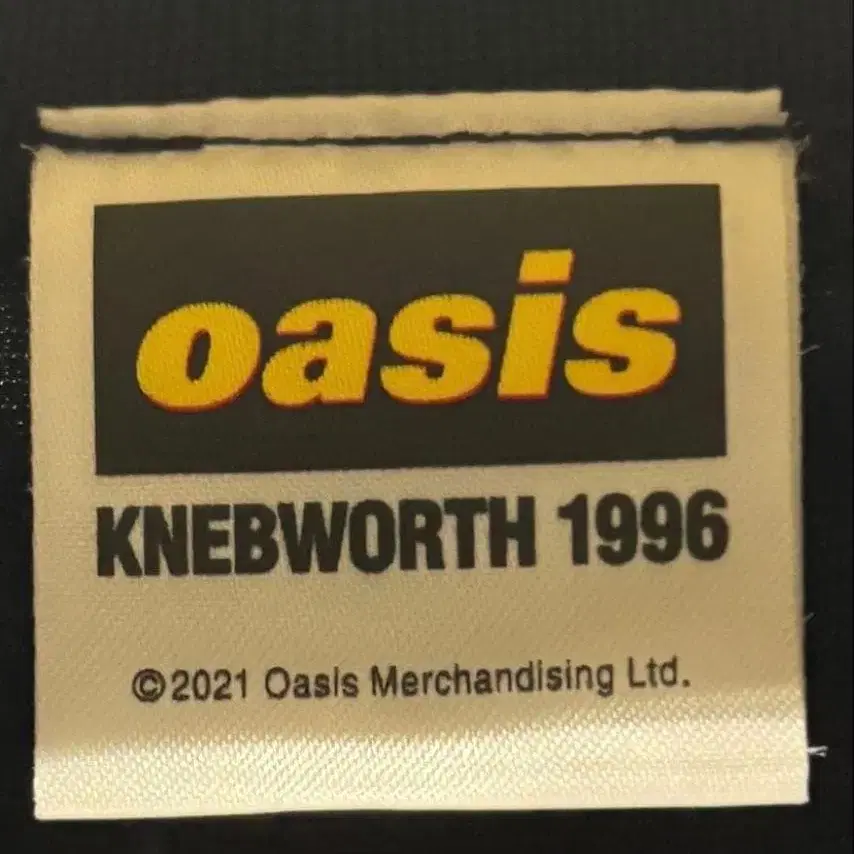 oasis
KNEBWORTH 1996
©2021 Oasis Merchandising Ltd.